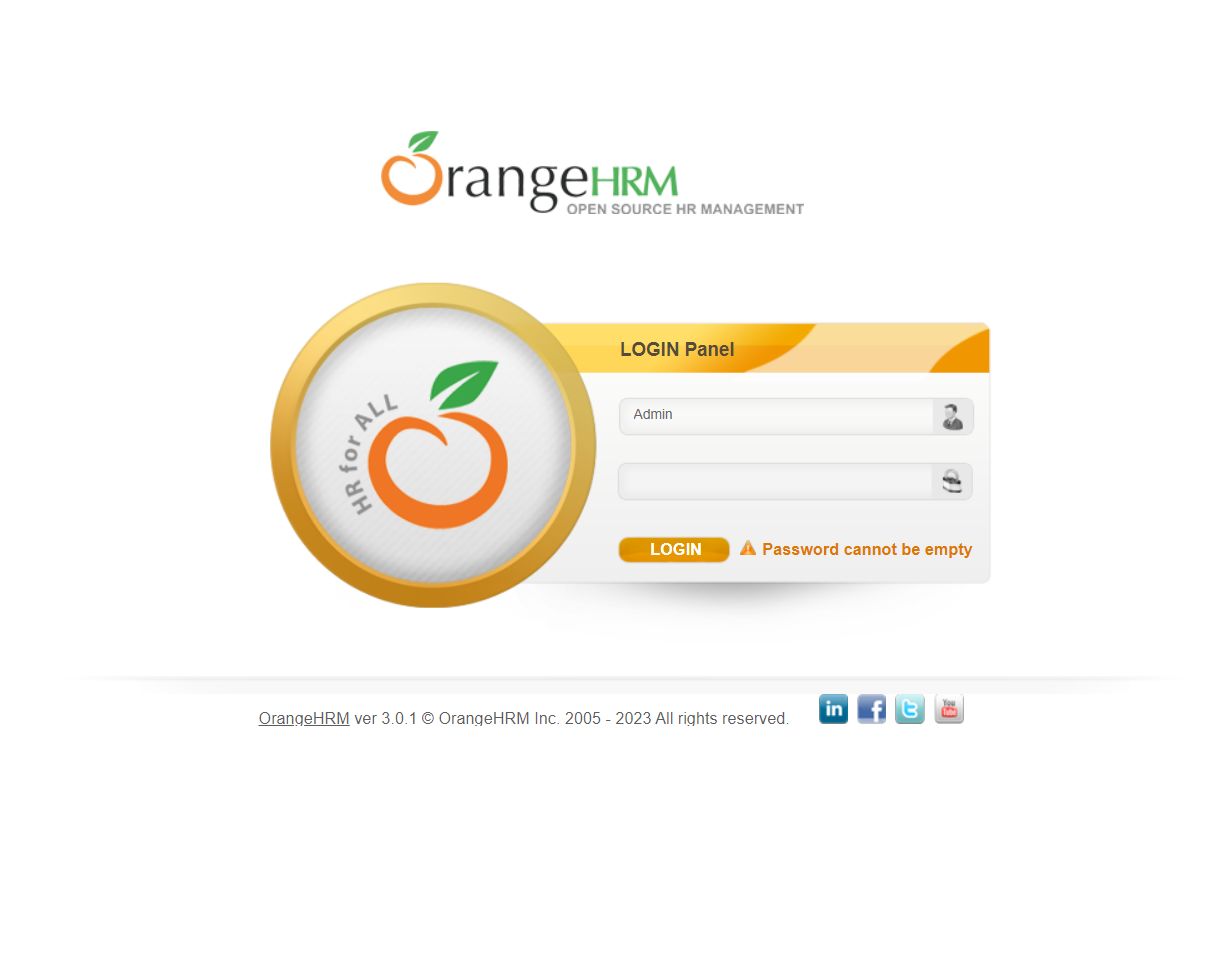 OrangeHRM
OPEN SOURCE HR MANAGEMENT
HR for ALL
LOGIN Panel
Admin
LOGIN
Password cannot be empty
OrangeHRM ver 3.0.1 © OrangeHRM Inc. 2005 - 2023 All rights reserved.
in
f
t
You
Tube